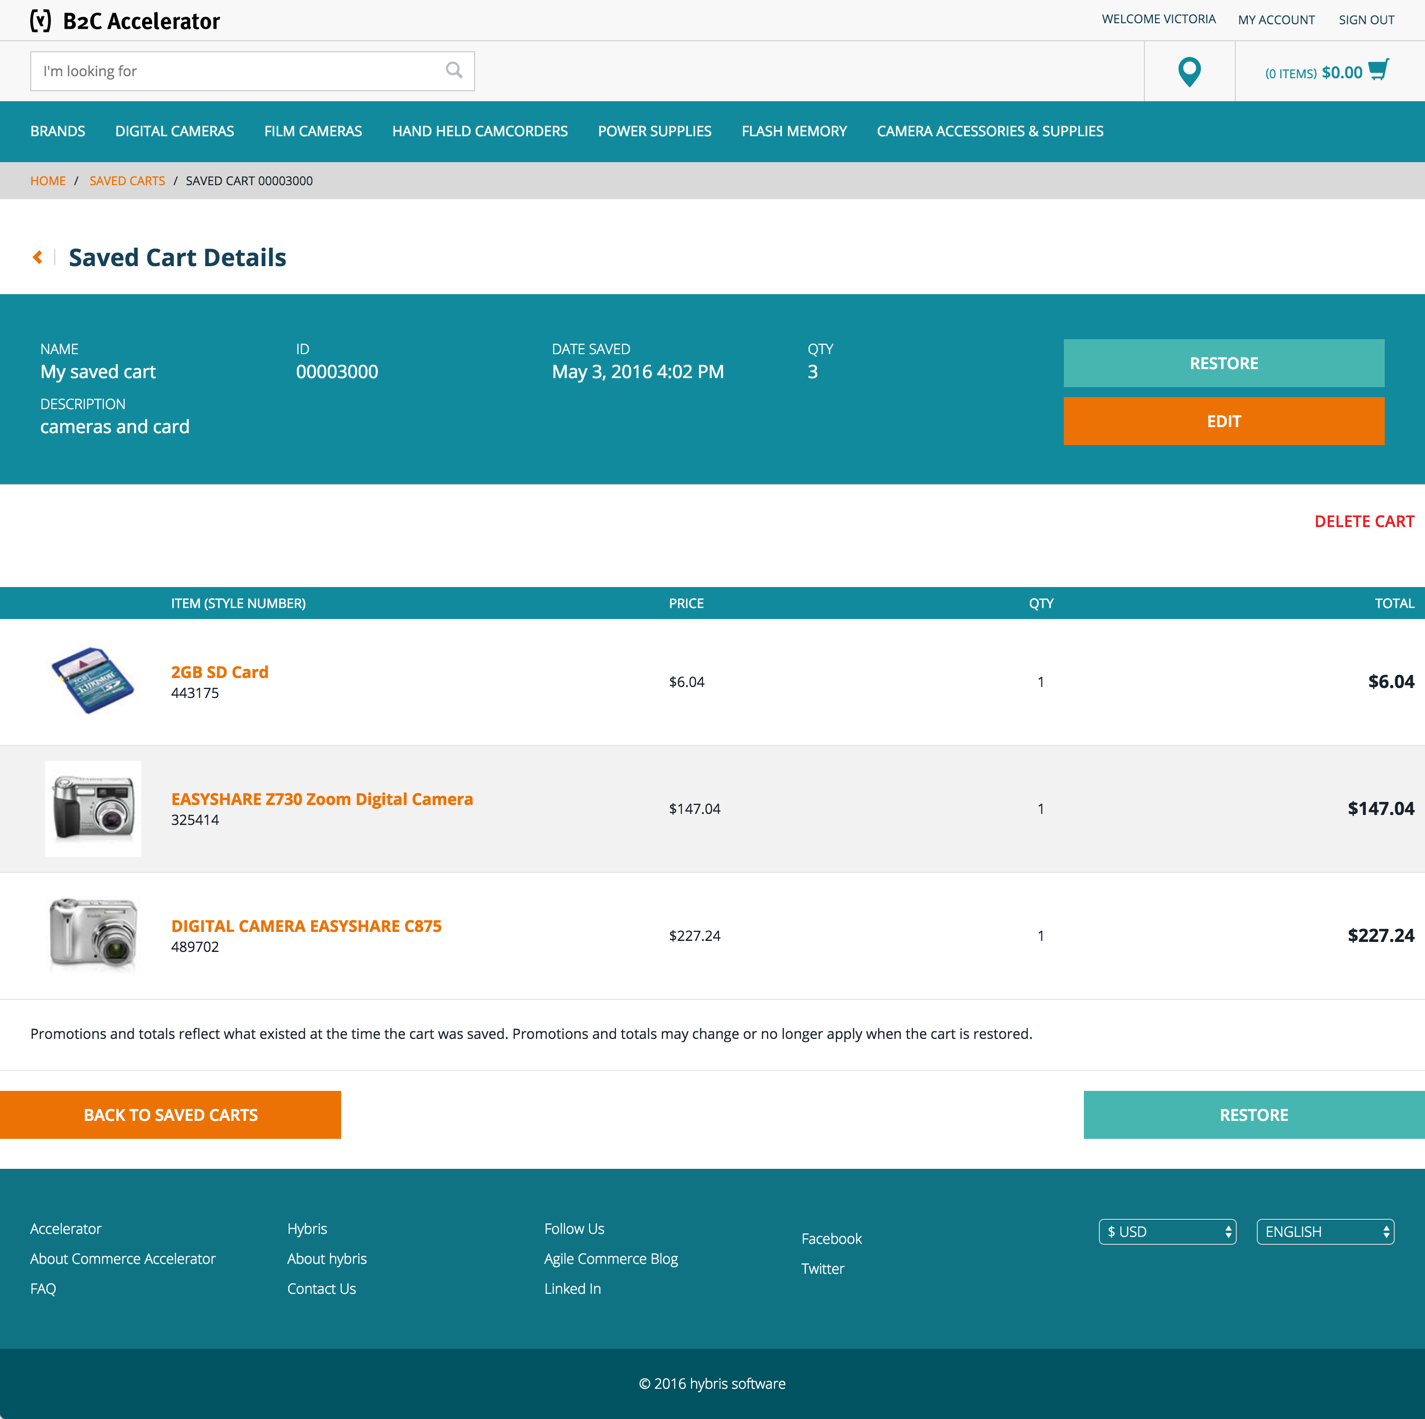 B2C Accelerator
WELCOME VICTORIA
MY ACCOUNT
SIGN OUT
I'm looking for
(0 ITEMS) $0.00
BRANDS
DIGITAL CAMERAS
FILM CAMERAS
HAND HELD CAMCORDERS
POWER SUPPLIES
FLASH MEMORY
CAMERA ACCESSORIES & SUPPLIES
HOME / SAVED CARTS / SAVED CART 00003000
Saved Cart Details
NAME
My saved cart
ID
00003000
DATE SAVED
May 3, 2016 4:02 PM
QTY
3
DESCRIPTION
cameras and card
RESTORE
EDIT
DELETE CART
ITEM (STYLE NUMBER) PRICE QTY TOTAL
Kingston
2GB SD Card
443175
$6.04 1 $6.04
EASYSHARE Z730 Zoom Digital Camera
325414
$147.04 1 $147.04
DIGITAL CAMERA EASYSHARE C875
489702
$227.24 1 $227.24
Promotions and totals reflect what existed at the time the cart was saved. Promotions and totals may change or no longer apply when the cart is restored.
BACK TO SAVED CARTS
RESTORE
Accelerator
About Commerce Accelerator
FAQ
Hybris
About hybris
Contact Us
Follow Us
Agile Commerce Blog
Linked In
Facebook
Twitter
$ USD
ENGLISH
© 2016 hybris software